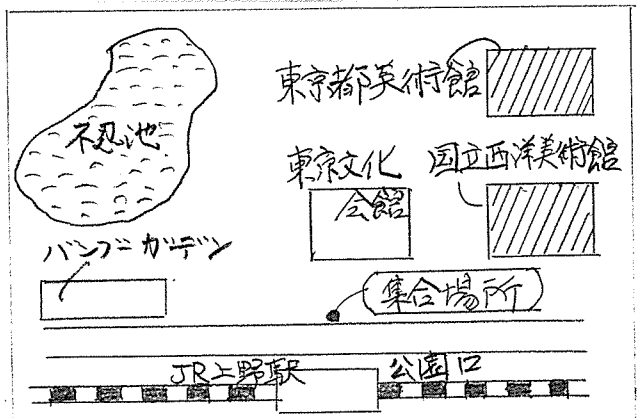 東京都美術館
不忍池
東京文化
会館
国立西洋美術館
バンブーガーデン
集合場所
JR上野駅
公園口